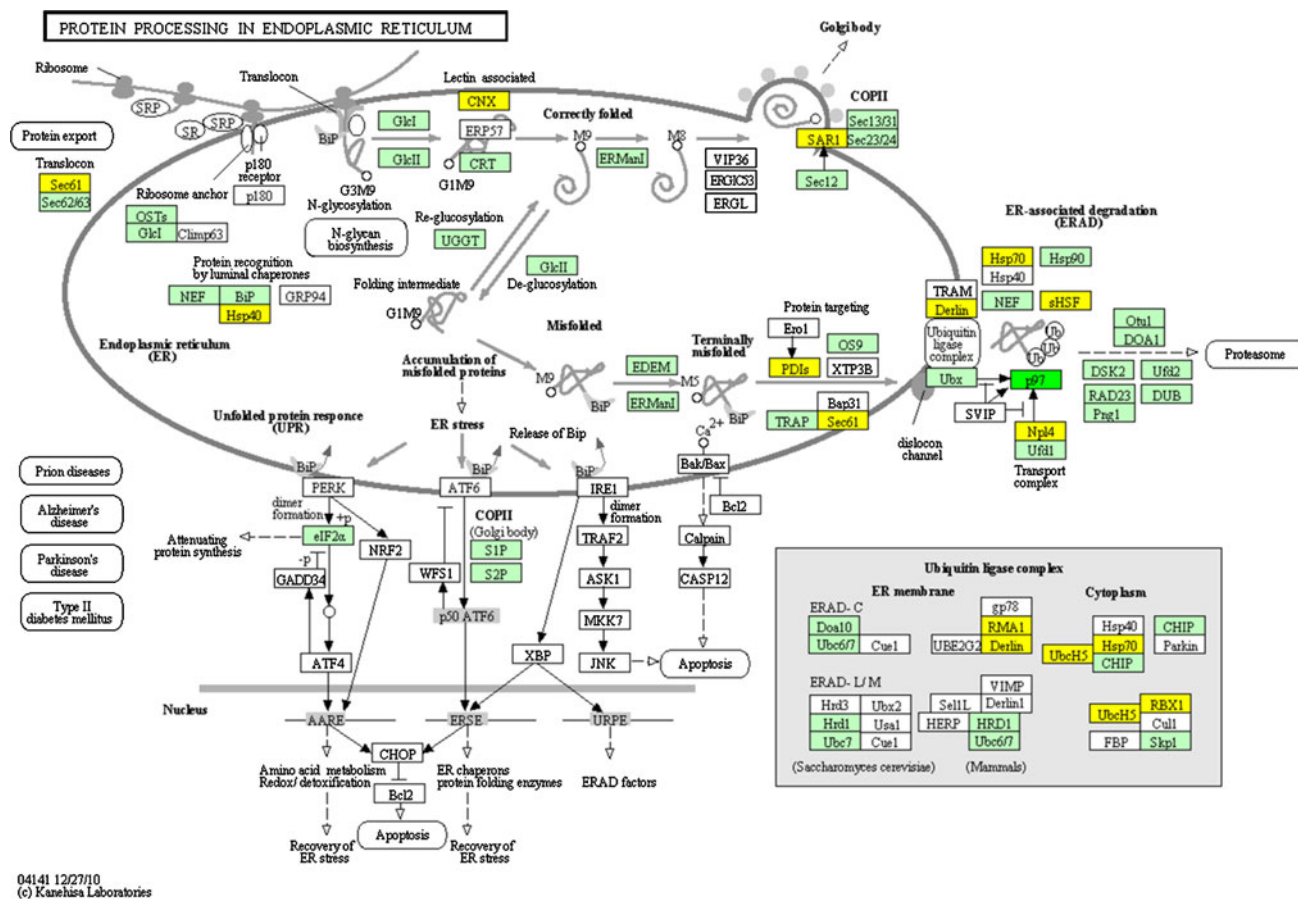 PROTEIN PROCESSING IN ENDOPLASMIC RETICULUM
Golgi body
Ribosome
Translocon
Lectin associated
SRP
CNX
COPII
Correctly folded
Sec13/31
SAR1
Sec23/24
Sec12
SR
SRP
BiP
GlcI
ERP57
M9
M8
GlcII
CRT
ERManI
VIP36
ERGIC53
ERGL
Protein export
Translocon
Sec61
Sec62/63
p180
receptor
p180
Ribosome anchor
OSTs
GlcI
Climp63
G3M9
G1M9
N-glycosylation
N-glycan
biosynthesis
Re-glucosylation
UGGT
ER-associated degradation
(ERAD)
Hsp70
Hsp90
Hsp40
TRAM
Derlin
NEF
sHSF
Protein recognition
by luminal chaperones
NEF
BiP
GRP94
Hsp40
Folding intermediate
GlcII
De-glucosylation
G1M9
Protein targeting
Ero1
OS9
PDIs
XTP3B
Ubiquitin
ligase
complex
Ub
Ub
Ub
Otu1
DOA1
Proteasome
Endoplasmic reticulum
(ER)
Misfolded
Terminally
misfolded
Accumulation of
misfolded proteins
M9
EDEM
M5
ERManI
BiP
BiP
Bap31
TRAP
Sec61
Ubx
p97
DSK2
Ufd2
RAD23
DUB
Png1
SVIP
Npl4
Ufd1
dislocon
channel
Transport
complex
Unfolded protein responce
(UPR)
ER stress
Release of Bip
Ca2+
BiP
BiP
BiP
Bak/Bax
Bcl2
Prion diseases
Alzheimer's
disease
Parkinson's
disease
Type II
diabetes mellitus
PERK
ATF6
IRE1
dimer
formation
+p
COPII
(Golgi body)
dimer
formation
Attenuating
protein synthesis
eIF2α
NRF2
S1P
S2P
TRAF2
Calpain
-p
GADD34
WFS1
ASK1
CASP12
p50 ATF6
MKK7
ATF4
XBP
JNK
Apoptosis
Nucleus
AARE
ERSE
URPE
CHOP
Amino acid metabolism
Redox/detoxification
ER chaperons
protein folding enzymes
ERAD factors
Bcl2
Apoptosis
Recovery of
ER stress
Recovery of
ER stress
Ubiquitin ligase complex
ER membrane
Cytoplasm
ERAD- C
Doa10
Ubc6/7
Cue1
gp78
RMA1
UBE2G2
Derlin
Hsp40
CHIP
Hsp70
Parkin
UbcH5
CHIP
ERAD- L/ M
Hrd3
Ubx2
Hrd1
Usa1
Ubc7
Cue1
VIMP
Sel1L
Derlin1
HERP
HRD1
Ubc6/7
RBX1
UbcH5
Cul1
FBP
Skp1
(Saccharomyces cerevisiae)
(Mammals)
04141 12/27/10
(c) Kanehisa Laboratories